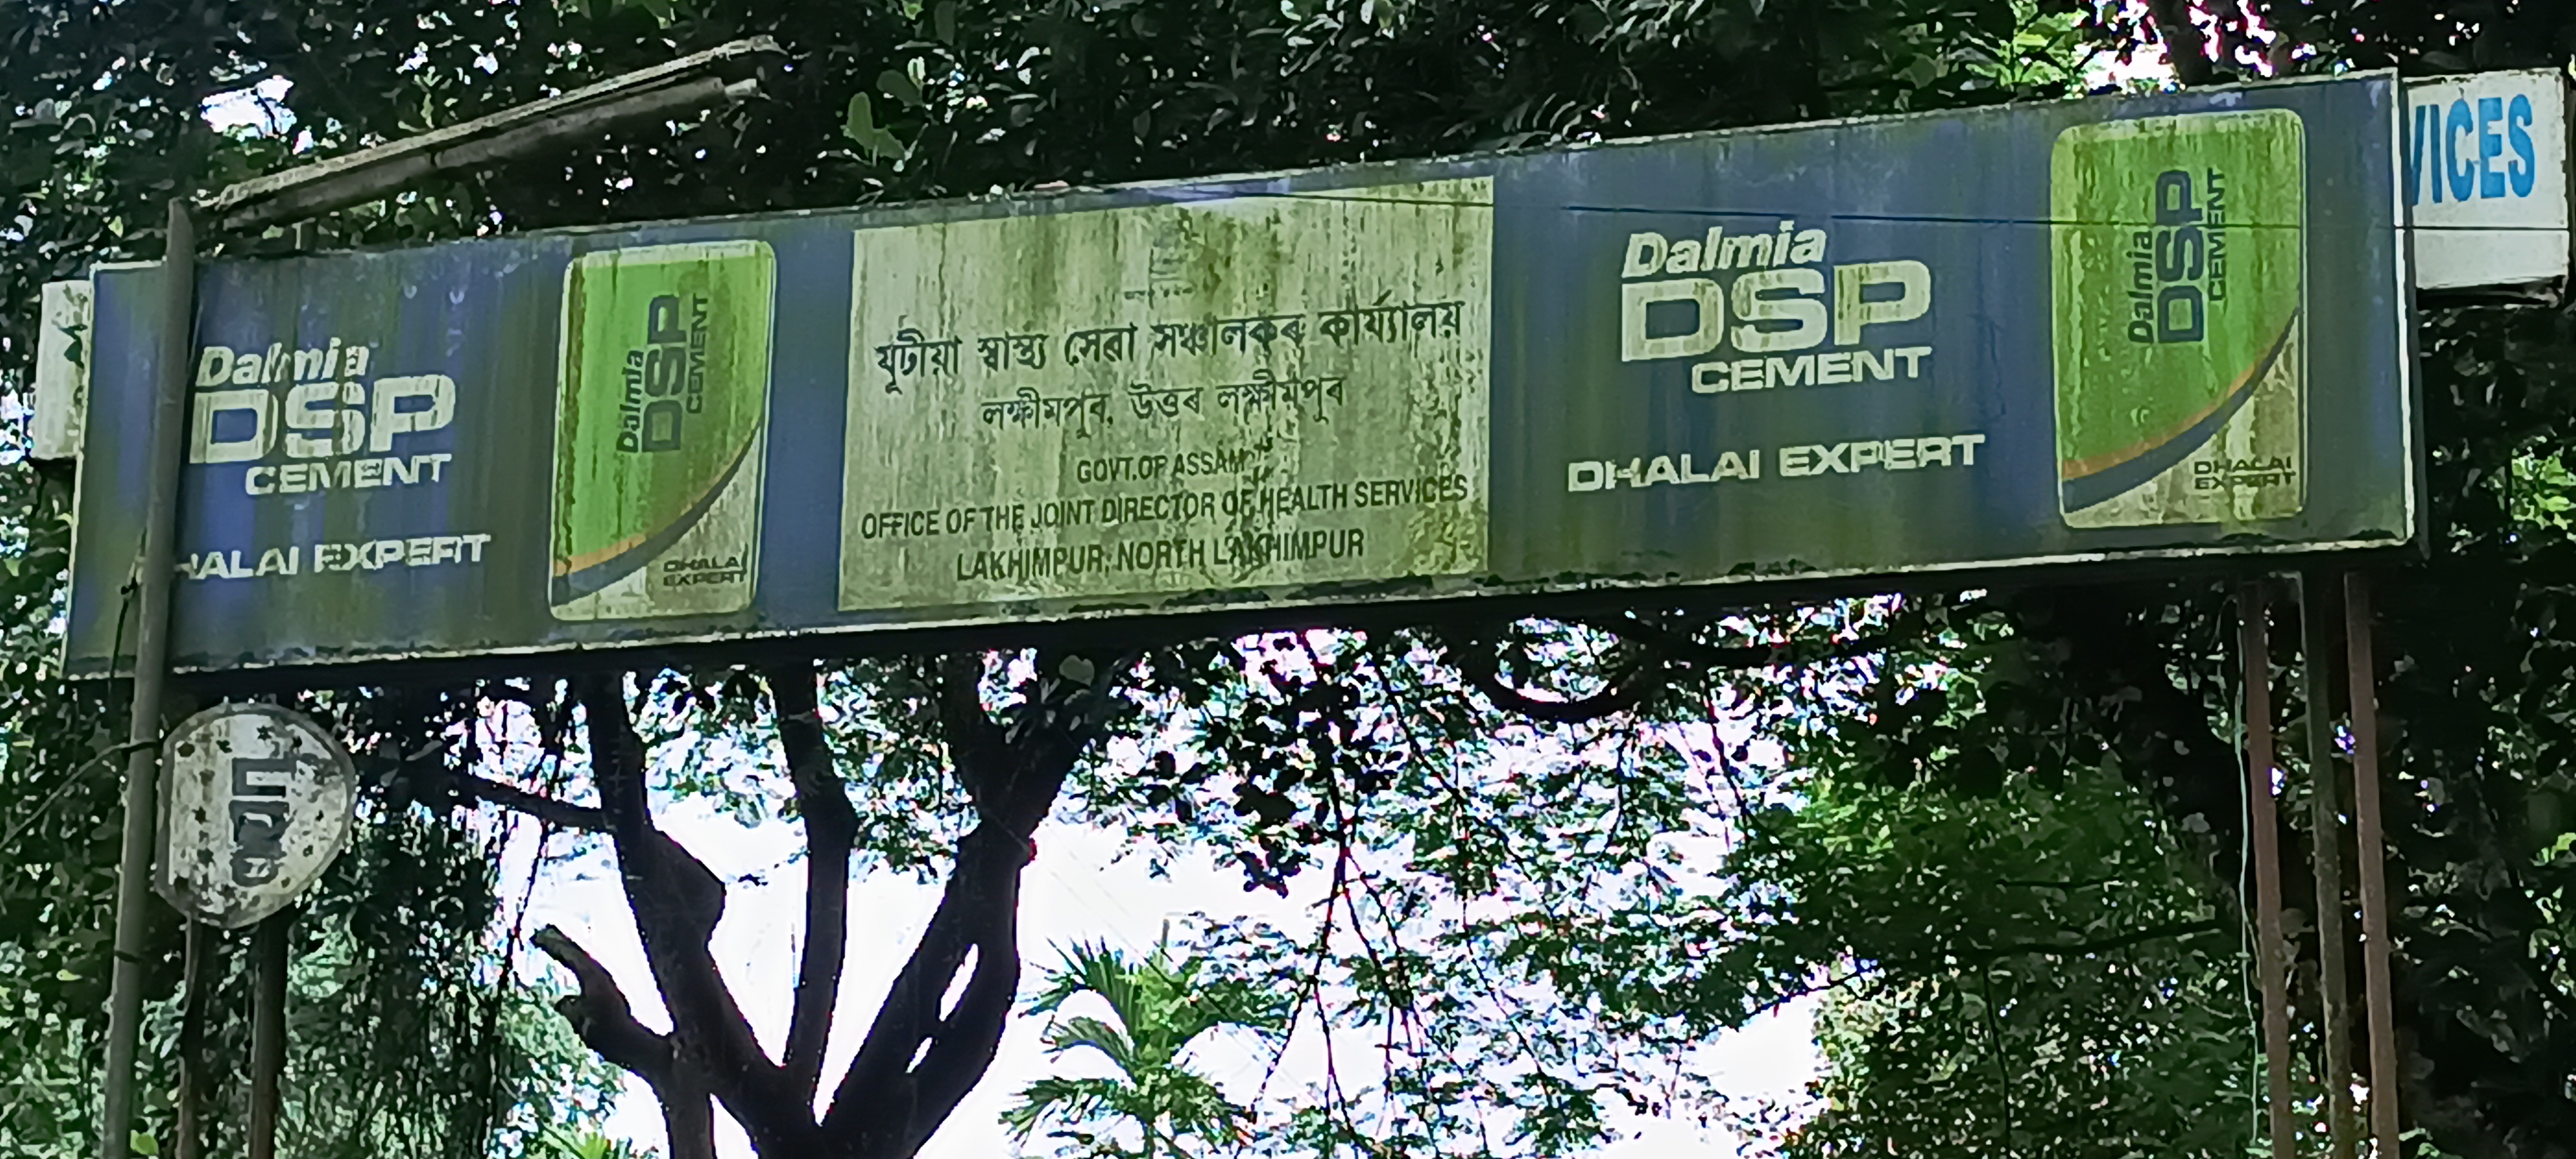 Dalmia
DSP
CEMENT
HALAI EXPERT
Dalmia
DSP
CEMENT
DHALAI
EXPERT
যূটীয়া স্বাস্থ্য সেৱা সঞ্চালকৰ কাৰ্য্যালয়
লক্ষীমপুৰ, উত্তৰ লক্ষীমপুৰ
GOVT.OF ASSAM
OFFICE OF THE JOINT DIRECTOR OF HEALTH SERVICES
LAKHIMPUR, NORTH LAKHIMPUR
Dalmia
DSP
CEMENT
DHALAI EXPERT
Dalmia
DSP
CEMENT
DHALAI
EXPERT
VICES